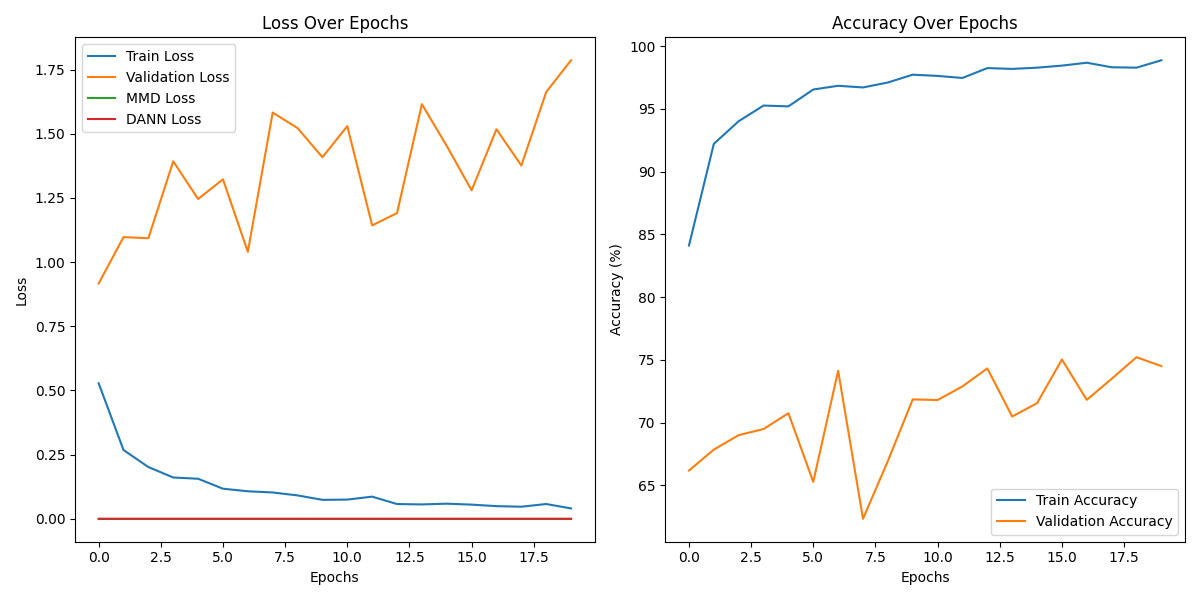 Loss Over Epochs
Train Loss
Validation Loss
MMD Loss
DANN Loss
1.75
1.50
1.25
1.00
0.75
0.50
0.25
0.00
Loss
0.0 2.5 5.0 7.5 10.0 12.5 15.0 17.5
Epochs
Accuracy Over Epochs
100
95
90
85
80
75
70
65
Accuracy (%)
Train Accuracy
Validation Accuracy
0.0 2.5 5.0 7.5 10.0 12.5 15.0 17.5
Epochs